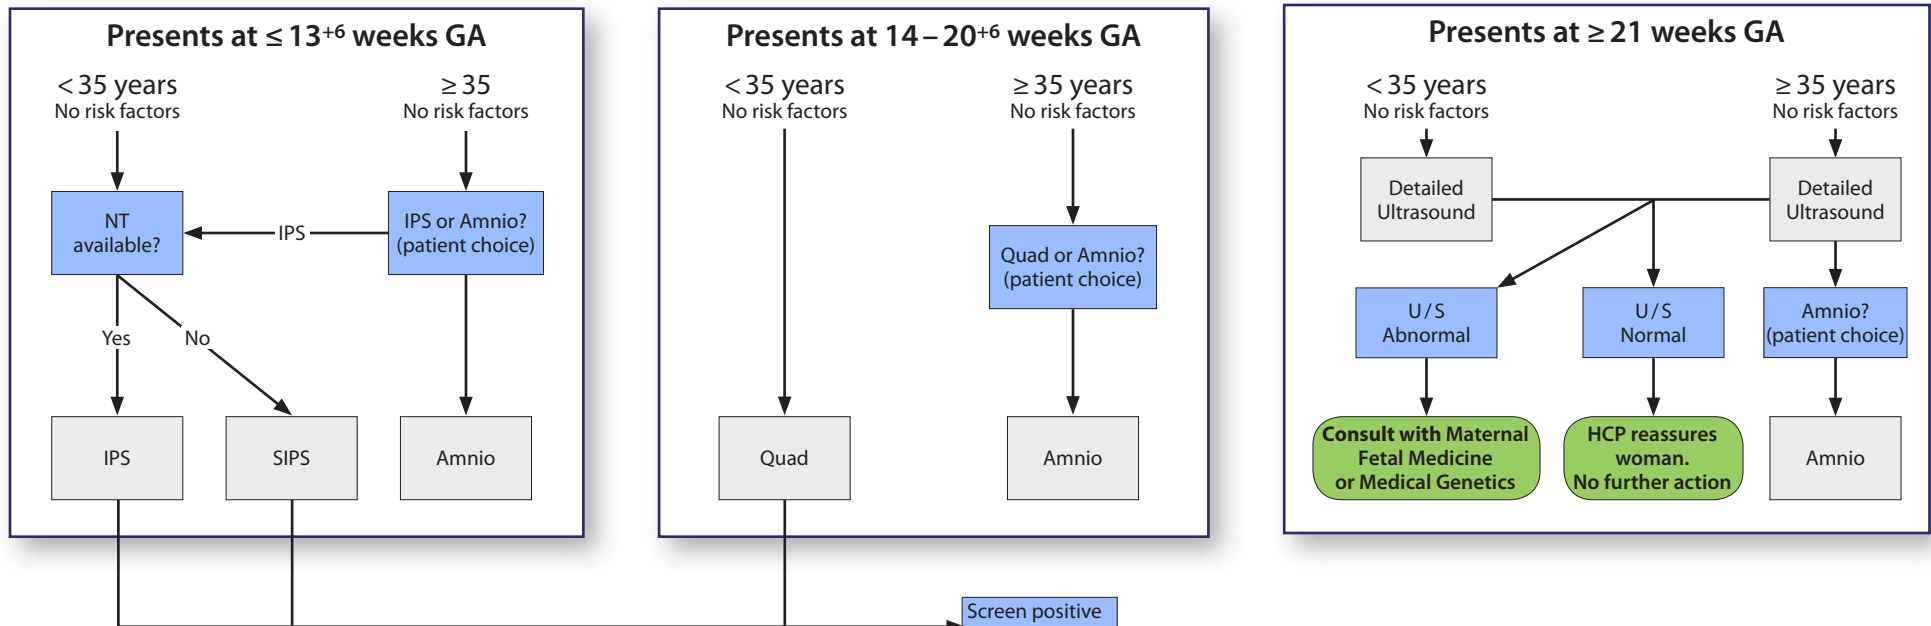 Presents at ≤ 13+6 weeks GA
< 35 years
No risk factors
≥ 35
No risk factors
NT
available?
IPS
IPS or Amnio?
(patient choice)
Yes
No
IPS
SIPS
Amnio
Presents at 14 – 20+6 weeks GA
< 35 years
No risk factors
≥ 35 years
No risk factors
Quad or Amnio?
(patient choice)
Quad
Amnio
Presents at ≥ 21 weeks GA
< 35 years
No risk factors
≥ 35 years
No risk factors
Detailed
Ultrasound
Detailed
Ultrasound
U / S
Abnormal
U / S
Normal
Amnio?
(patient choice)
Consult with Maternal
Fetal Medicine
or Medical Genetics
HCP reassures
woman.
No further action
Amnio
Screen positive